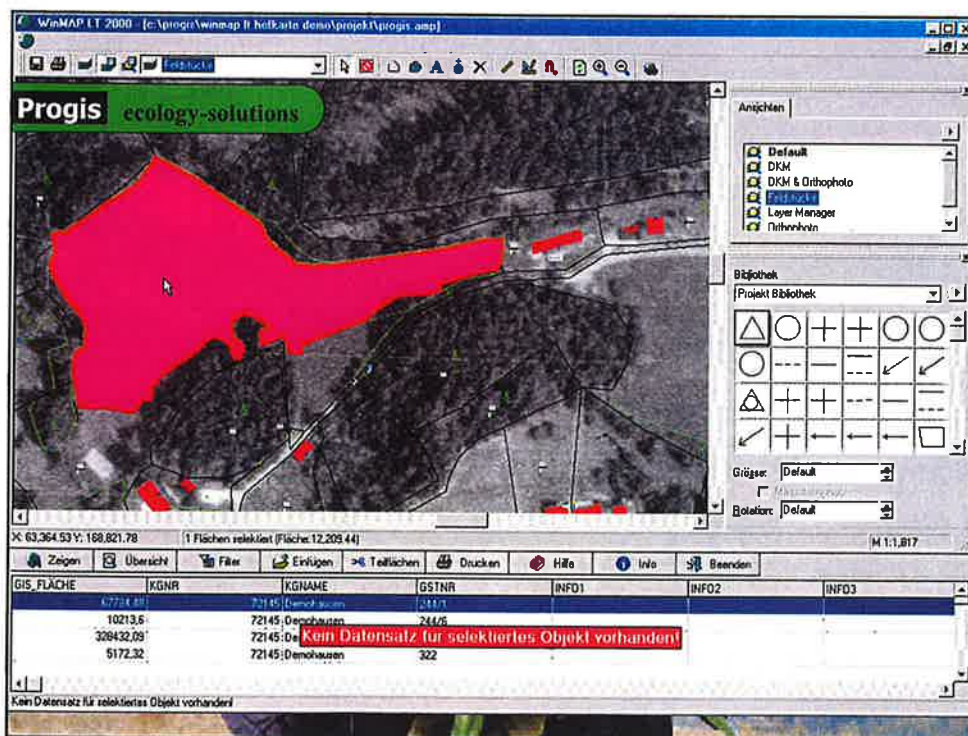 WinMAP LT 2000 - [c:\progis\winmap lt hofkarte demo\projekt\progis.amp]
Feldstücke
Progis ecology-solutions
Ansichten
Default
DKM
DKM & Orthophoto
Feldstücke
Layer Manager
Orthophoto
Bibliothek
Projekt Bibliothek
Grösse: Default
Rotation: Default
X: 63,364.53 Y: 168,821.78 1 Flächen selektiert (Fläche:12,209.44) M 1:1,817
Zeigen Übersicht Filter Einfügen Teilflächen Drucken Hilfe Info Beenden
GIS_FLÄCHE KGNR KGNAME GSTNR INFO1 INFO2 INFO3
72145 Demohausen 244/1
10213,6 72145 Demohausen 244/6
328432,09 72145 De
Kein Datensatz für selektiertes Objekt vorhanden!
5172,32 72145 Demohausen 322
Kein Datensatz für selektiertes Objekt vorhanden!